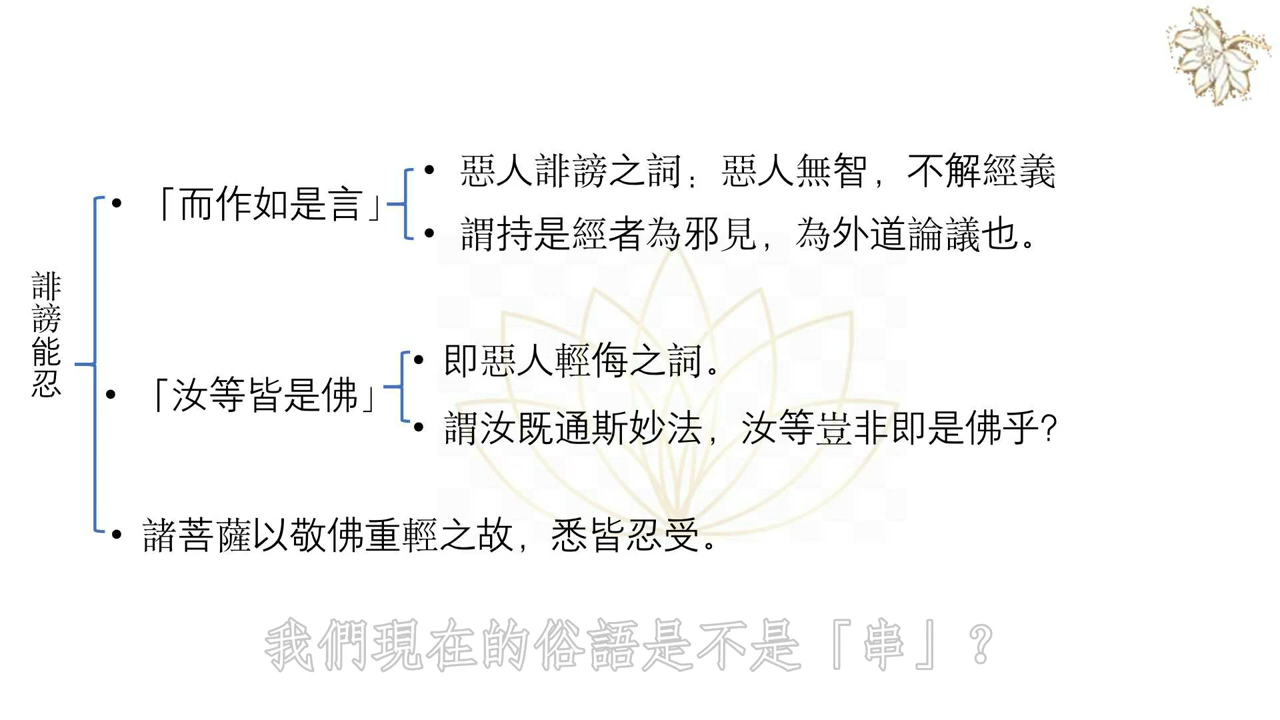 誹謗能忍
「而作如是言」
惡人誹謗之詞：惡人無智，不解經義
謂持是經者為邪見，為外道論議也。
「汝等皆是佛」
即惡人輕侮之詞。
謂汝既通斯妙法，汝等豈非即是佛乎？
諸菩薩以敬佛重輕之故，悉皆忍受。
我們現在的俗語是不是「串」？